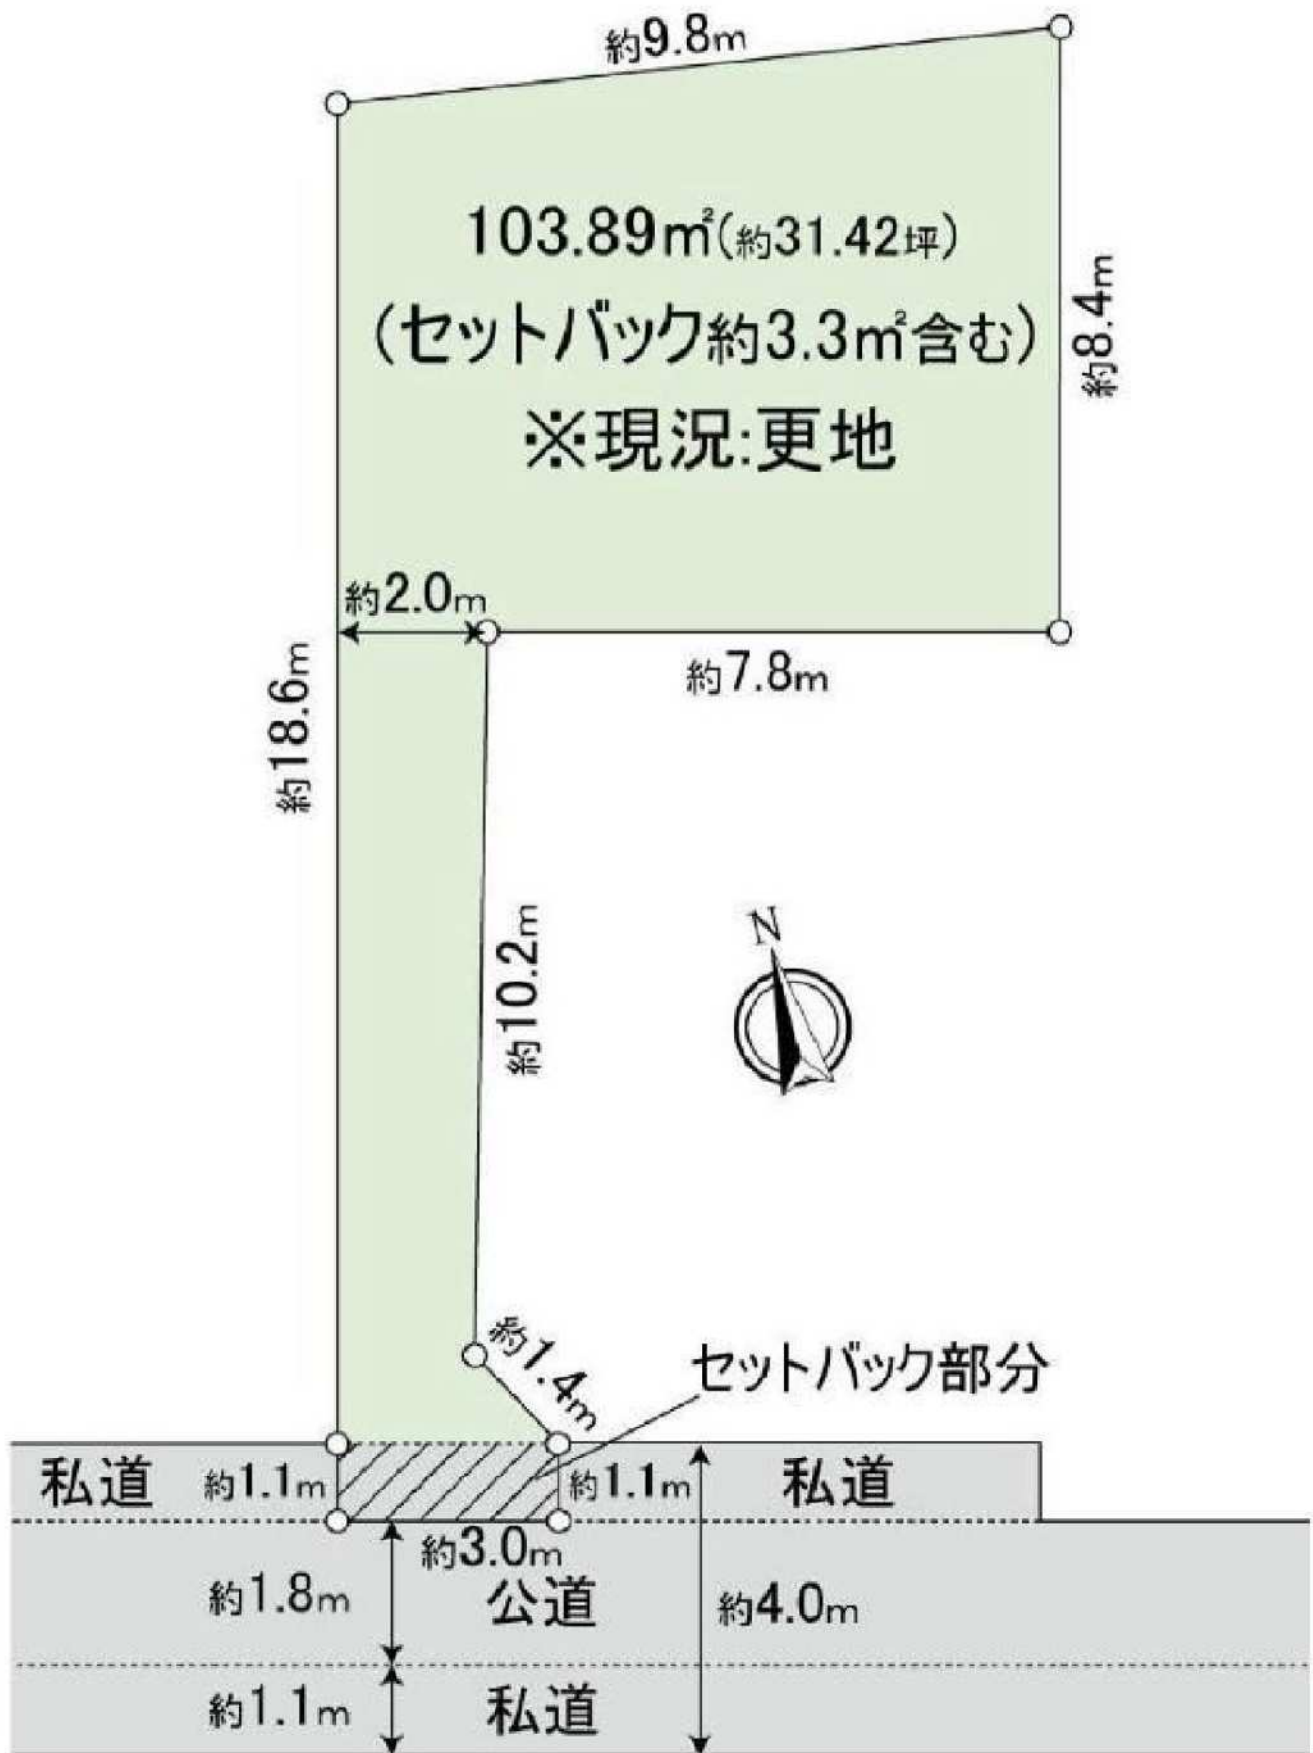 約9.8m
103.89㎡(約31.42坪)
(セットバック約3.3㎡含む)
※現況:更地
約8.4m
約2.0m
約7.8m
約18.6m
約10.2m
N
約1.4m
セットバック部分
私道
約1.1m
約1.1m
私道
約3.0m
約1.8m
公道
約4.0m
約1.1m
私道